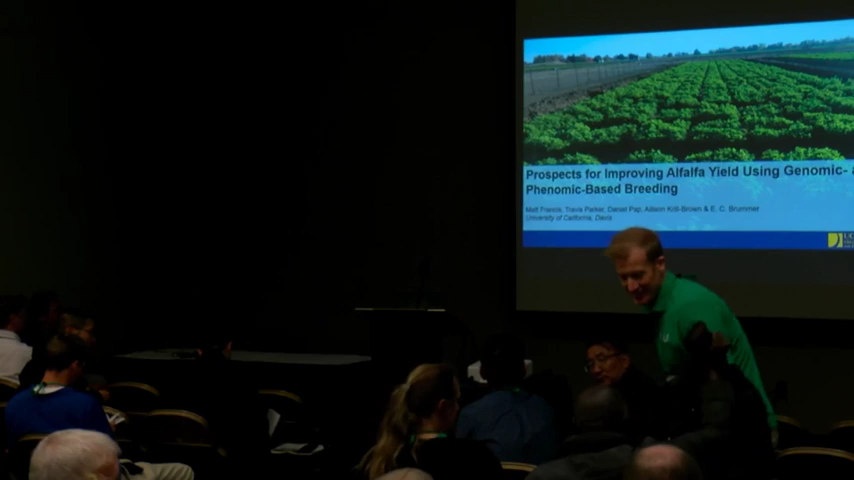 Prospects for Improving Alfalfa Yield Using Genomic- &
Phenomic-Based Breeding
Matt Francis, Travis Parker, Daniel Pap, Allison Krill-Brown & E. C. Brummer
University of California, Davis
UC